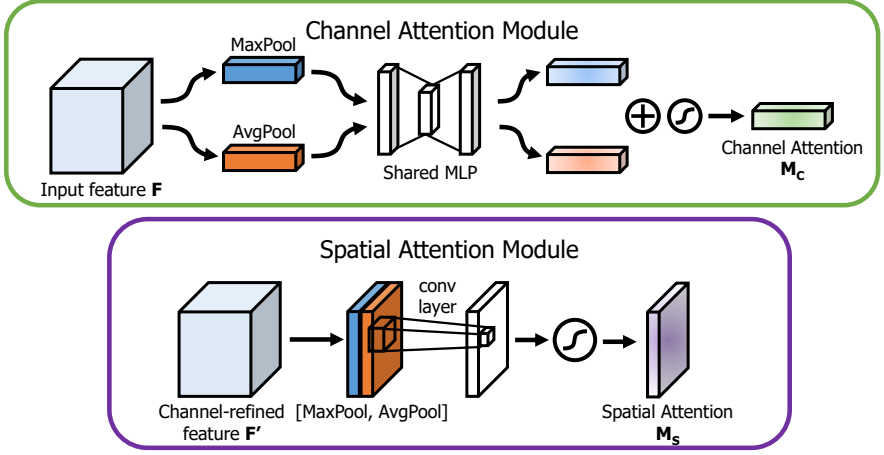 Channel Attention Module
MaxPool
AvgPool
Input feature F
Shared MLP
Channel Attention
Mc
Spatial Attention Module
conv
layer
Channel-refined
feature F'
[MaxPool, AvgPool]
Spatial Attention
Ms